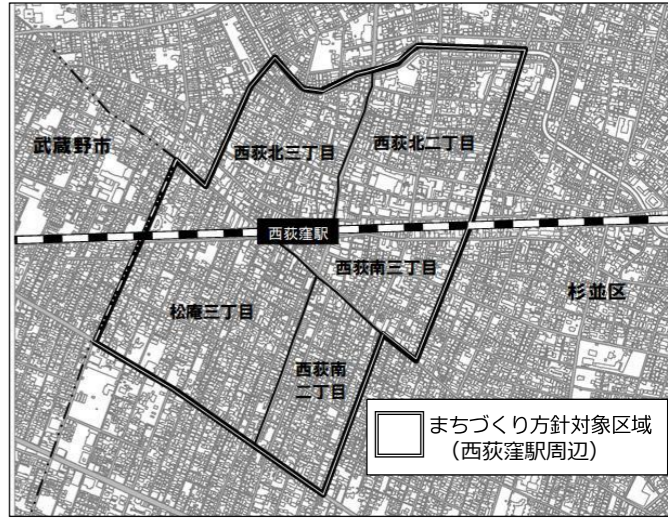 武蔵野市
西荻北三丁目
西荻北二丁目
西荻窪駅
西荻南三丁目
杉並区
松庵三丁目
西荻南
二丁目
まちづくり方針対象区域
（西荻窪駅周辺）